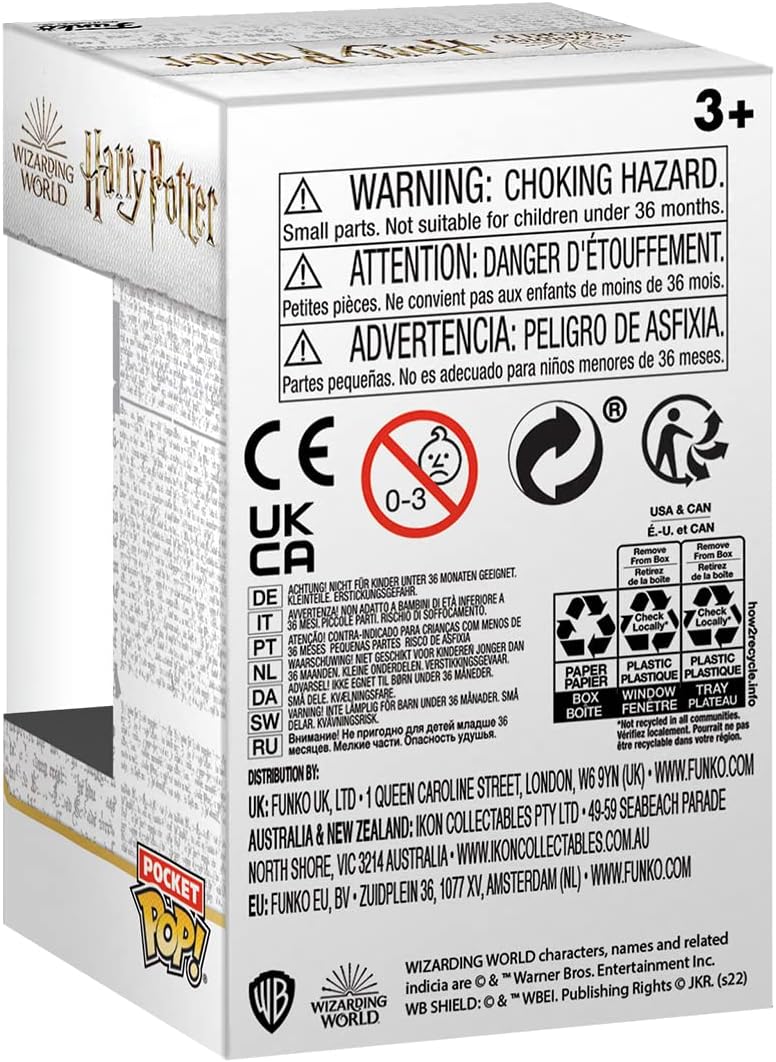 Funko
Harry Potter
WIZARDING
WORLD
WIZARDING
WORLD
Harry Potter
3+
WARNING: CHOKING HAZARD.
Small parts. Not suitable for children under 36 months.
ATTENTION: DANGER D'ÉTOUFFEMENT.
Petites pièces. Ne convient pas aux enfants de moins de 36 mois.
ADVERTENCIA: PELIGRO DE ASFIXIA.
Partes pequeñas. No es adecuado para niños menores de 36 meses.
CE
0-3
®
UK
CA
USA & CAN
É.-U. et CAN
Remove
From Box
Retirez
de la boîte
Remove
From Box
Retirez
de la boîte
Check
Locally*
Check
Locally*
PAPER
PAPIER
PLASTIC
PLASTIQUE
PLASTIC
PLASTIQUE
BOX
BOÎTE
WINDOW
FENÊTRE
TRAY
PLATEAU
how2recycle.info
*Not recycled in all communities.
Vérifiez localement. Pourrait ne pas
être recyclable dans votre région.
DE ACHTUNG! NICHT FÜR KINDER UNTER 36 MONATEN GEEIGNET.
KLEINTEILE. ERSTICKUNGSGEFAHR.
IT AVVERTENZA! NON ADATTO A BAMBINI DI ETÀ INFERIORE A
36 MESI. PICCOLE PARTI. RISCHIO DI SOFFOCAMENTO.
PT ATENÇÃO! CONTRA-INDICADO PARA CRIANÇAS COM MENOS DE
36 MESES PEQUENAS PARTES RISCO DE ASFIXIA
NL WAARSCHUWING! NIET GESCHIKT VOOR KINDEREN JONGER DAN
36 MAANDEN. KLEINE ONDERDELEN. VERSTIKKINGSGEVAAR.
DA ADVARSEL! IKKE EGNET TIL BØRN UNDER 36 MÅNEDER.
SMÅ DELE. KVÆLNINGSFARE.
SW VARNING! INTE LÄMPLIG FÖR BARN UNDER 36 MÅNADER. SMÅ
DELAR. KVÄVNINGSRISK.
RU Внимание! Не пригодно для детей младше 36
месяцев. Мелкие части. Опасность удушья.
DISTRIBUTION BY:
UK: FUNKO UK, LTD • 1 QUEEN CAROLINE STREET, LONDON, W6 9YN (UK) • WWW.FUNKO.COM
AUSTRALIA & NEW ZEALAND: IKON COLLECTABLES PTY LTD • 49-59 SEABEACH PARADE
NORTH SHORE, VIC 3214 AUSTRALIA • WWW.IKONCOLLECTABLES.COM.AU
EU: FUNKO EU, BV • ZUIDPLEIN 36, 1077 XV, AMSTERDAM (NL) • WWW.FUNKO.COM
POCKET
POP!
WB
WIZARDING
WORLD
WIZARDING WORLD characters, names and related
indicia are © & ™ Warner Bros. Entertainment Inc.
WB SHIELD: © & ™ WBEI. Publishing Rights © JKR. (s22)